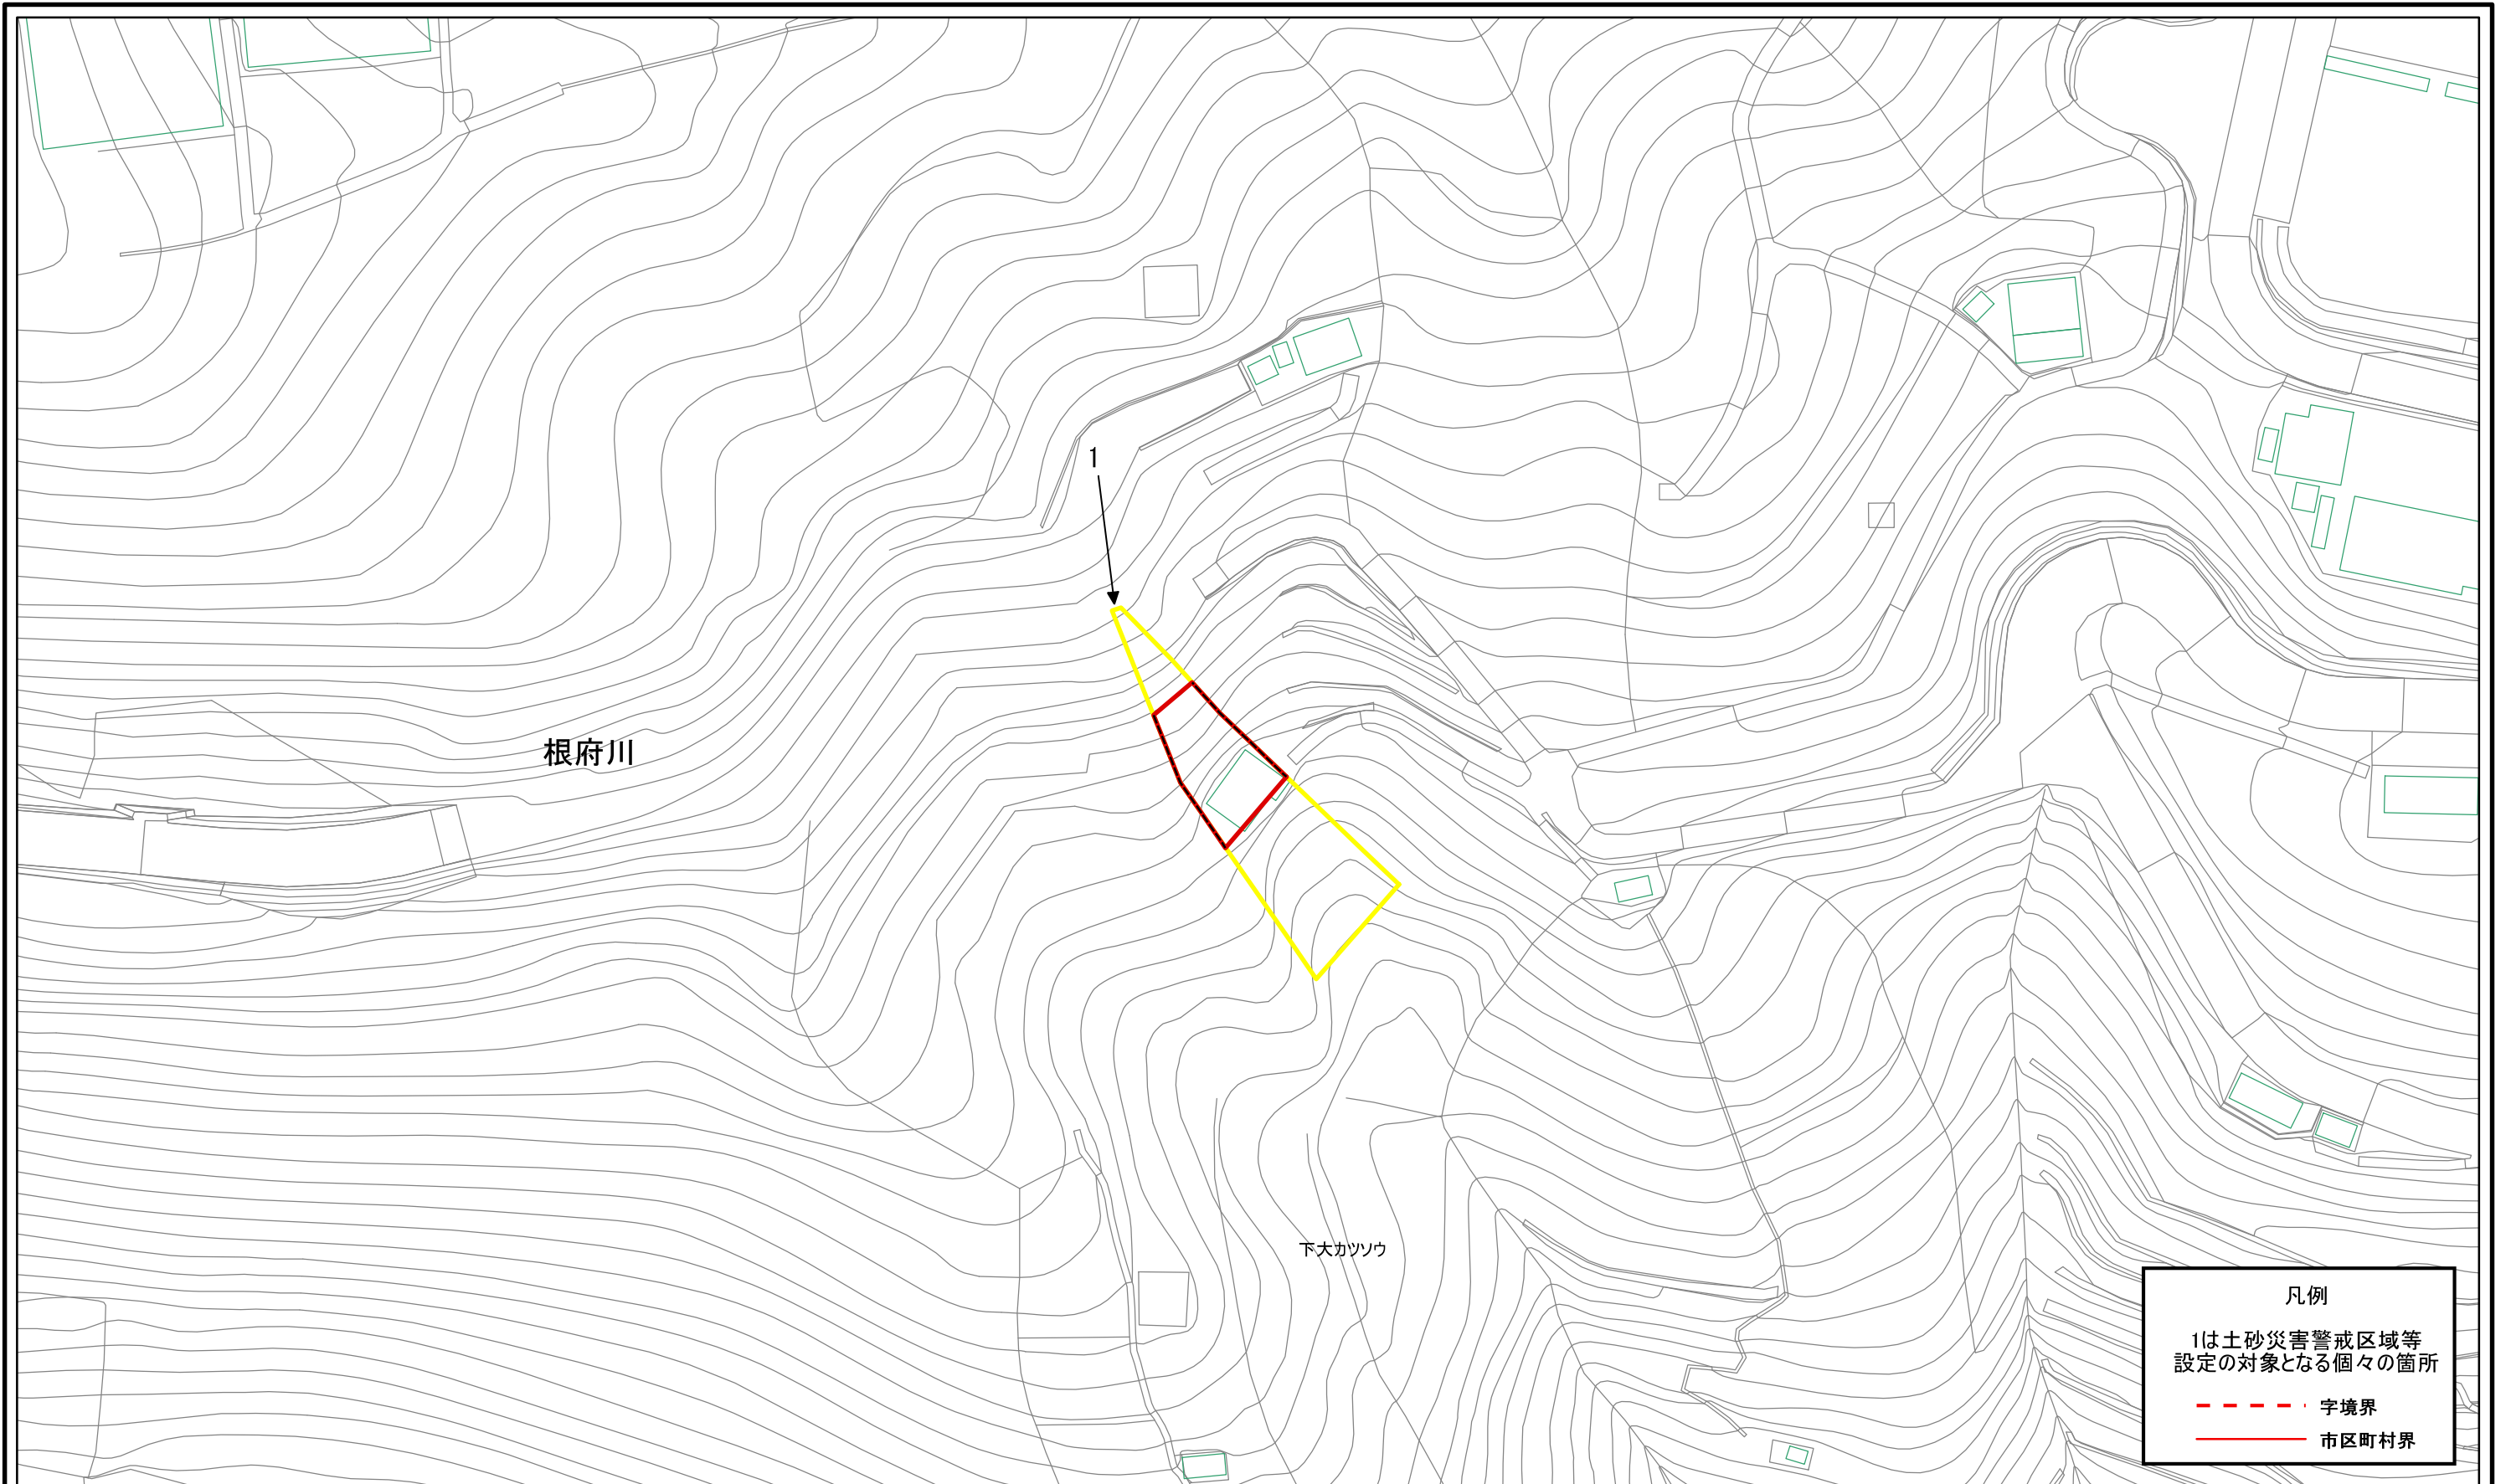 1
根府川
下大カツソウ
凡例
1は土砂災害警戒区域等
設定の対象となる個々の箇所
字境界
市区町村界